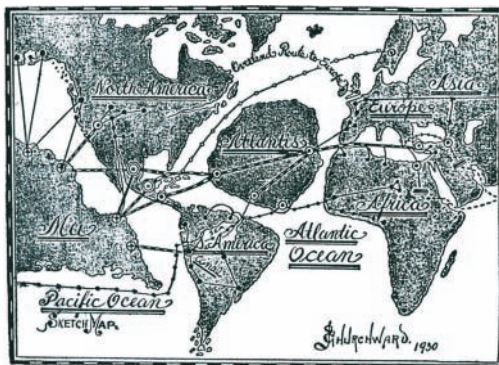 Overland Route to Europe
North America
Asia
Europe
Atlantis
Africa
Mu
S. America
Atlantic
Ocean
Pacific Ocean
Sketch Map.
J Churchward.
1930